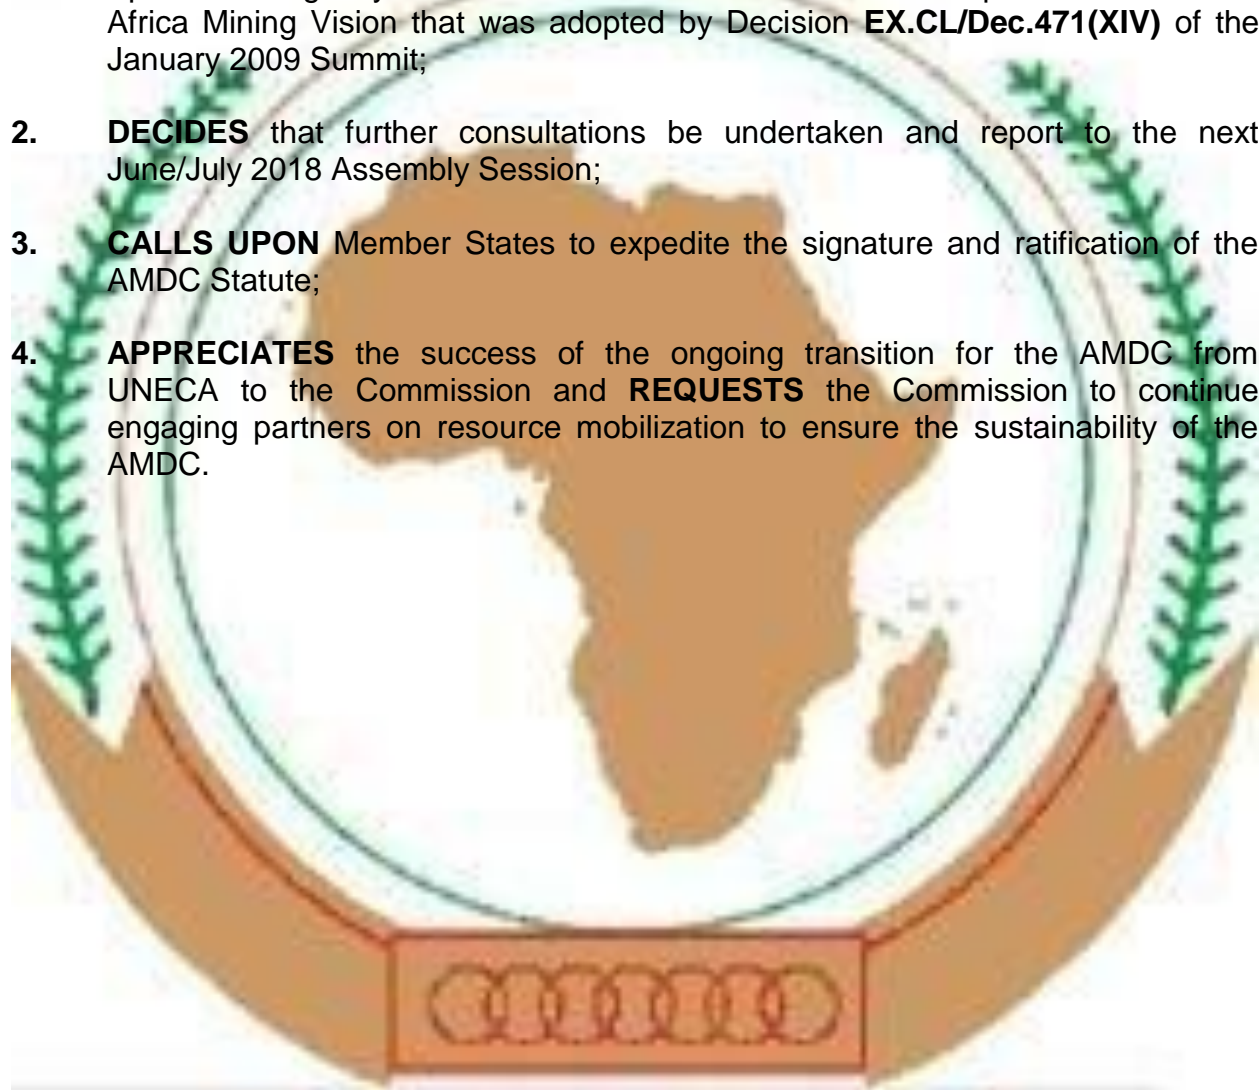 Africa Mining Vision that was adopted by Decision EX.CL/Dec.471(XIV) of the
January 2009 Summit;
2. DECIDES that further consultations be undertaken and report to the next
June/July 2018 Assembly Session;
3. CALLS UPON Member States to expedite the signature and ratification of the
AMDC Statute;
4. APPRECIATES the success of the ongoing transition for the AMDC from
UNECA to the Commission and REQUESTS the Commission to continue
engaging partners on resource mobilization to ensure the sustainability of the
AMDC.